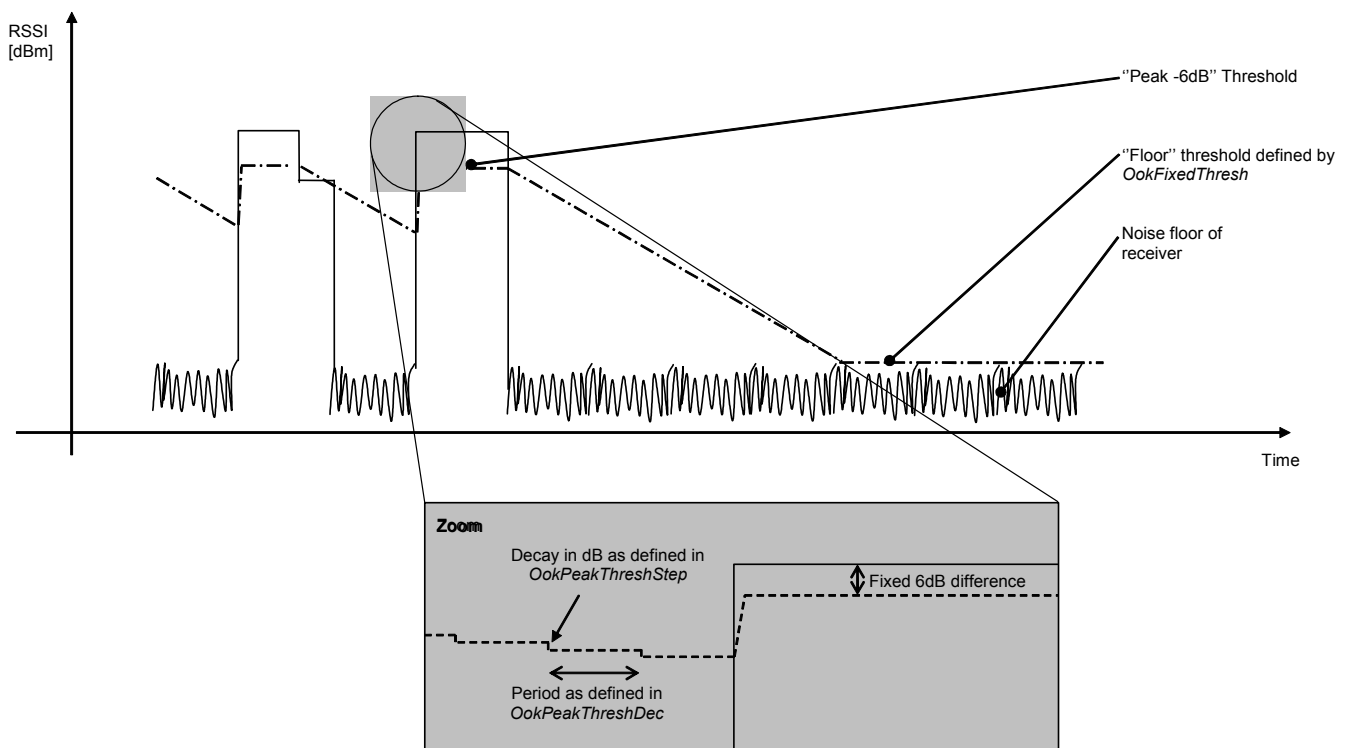 RSSI
[dBm]
‘’Peak -6dB’’ Threshold
‘’Floor’’ threshold defined by
OokFixedThresh
Noise floor of
receiver
Time
Zoom
Decay in dB as defined in
OokPeakThreshStep
Fixed 6dB difference
Period as defined in
OokPeakThreshDec